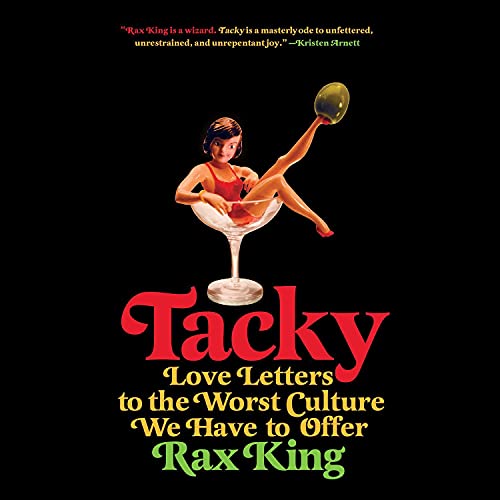 "Rax King is a wizard. Tacky is a masterly ode to unfettered,
unrestrained, and unrepentant joy." —Kristen Arnett
Tacky
Love Letters
to the Worst Culture
We Have to Offer
Rax King